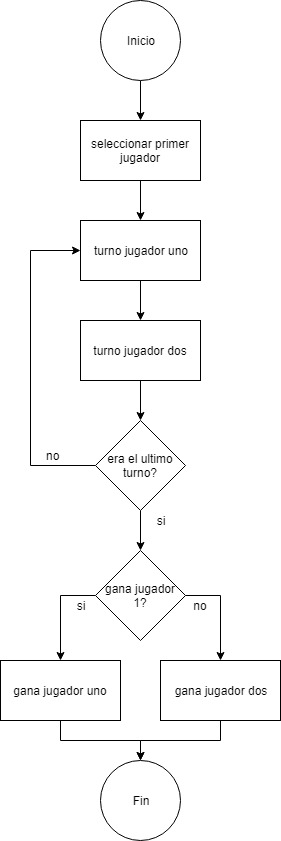 Inicio
seleccionar primer
jugador
turno jugador uno
turno jugador dos
era el ultimo
turno?
no
si
gana jugador
1?
si
no
gana jugador uno
gana jugador dos
Fin